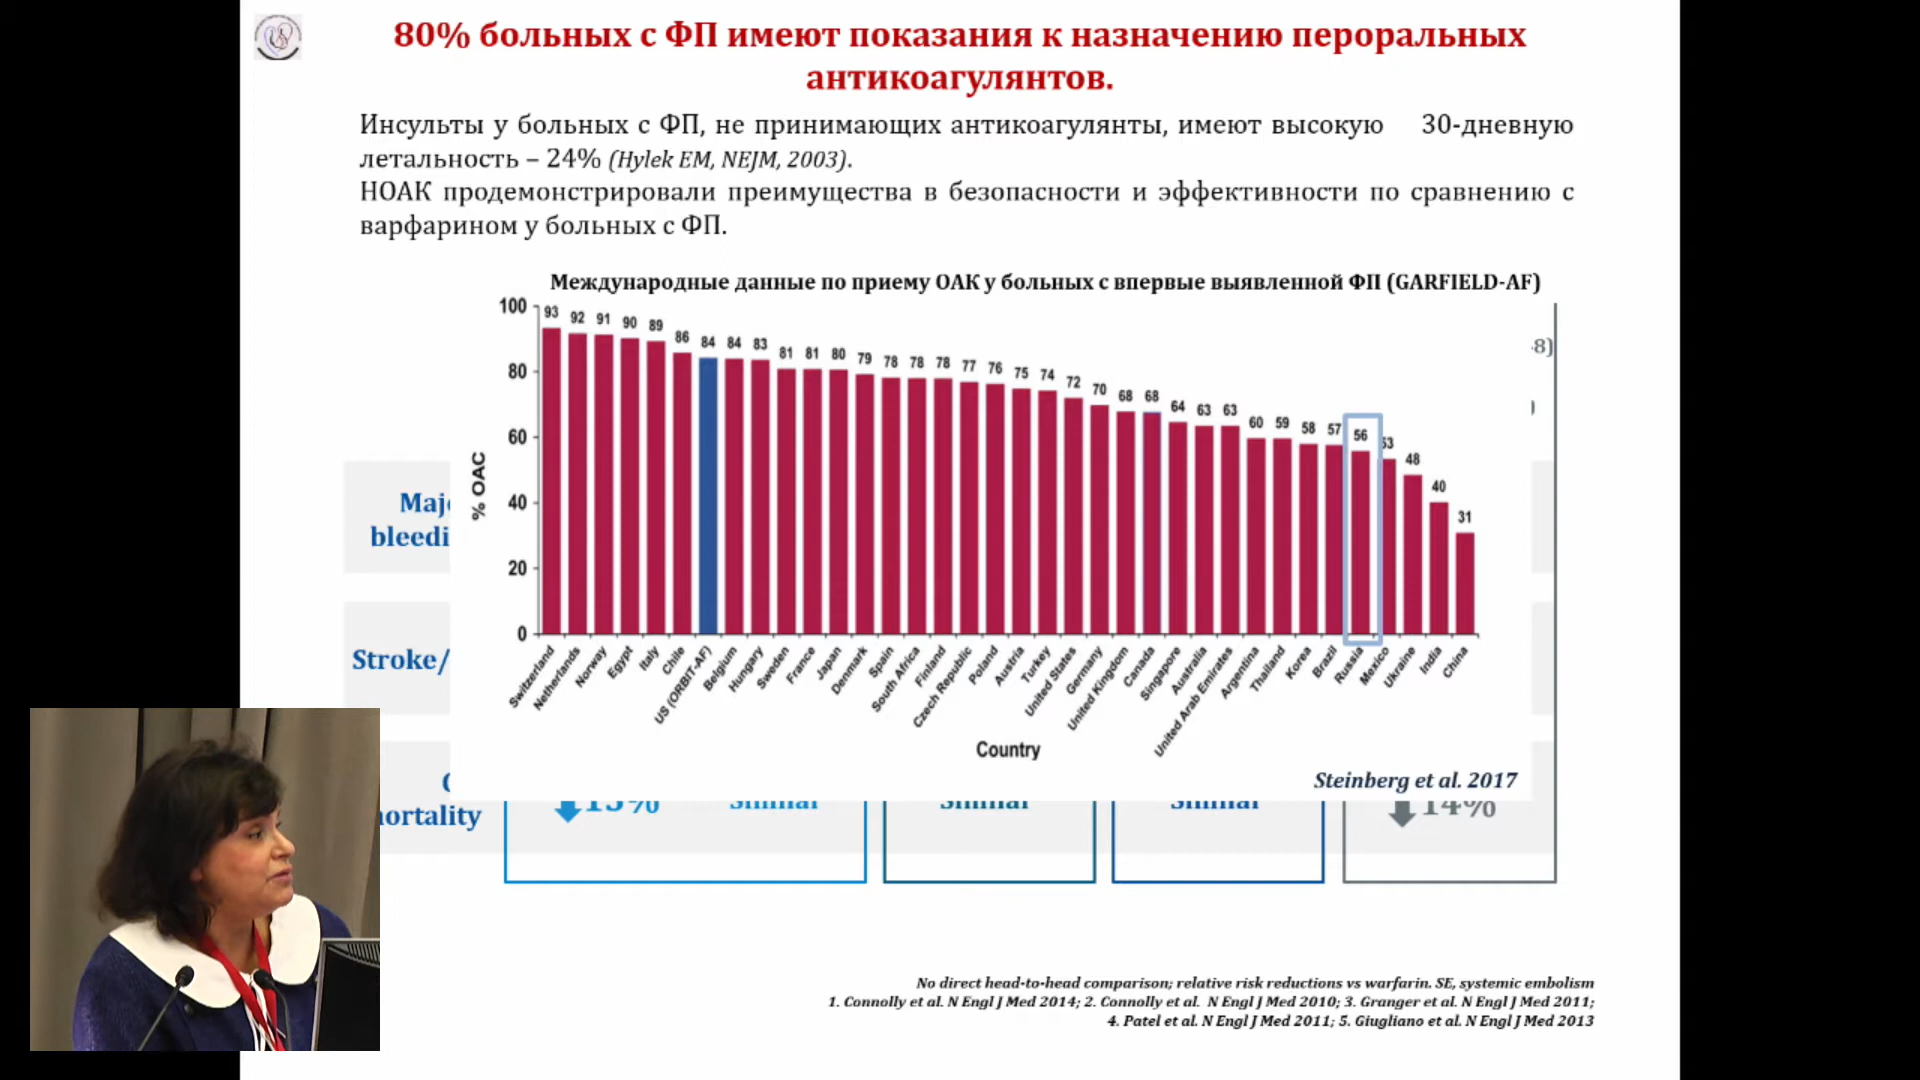 80% больных с ФП имеют показания к назначению пероральных
антикоагулянтов.
Инсульты у больных с ФП, не принимающих антикоагулянты, имеют высокую 30-дневную
летальность – 24% (Hylek EM, NEJM, 2003).
НОАК продемонстрировали преимущества в безопасности и эффективности по сравнению с
варфарином у больных с ФП.
Международные данные по приему ОАК у больных с впервые выявленной ФП (GARFIELD-AF)
100
80
60
40
20
0
% OAC
93 92 91 90 89 86 84 84 83 81 81 80 79 78 78 78 77 76 75 74 72 70 68 68 64 63 63 60 59 58 57 56 53 48 40 31
Switzerland Netherlands Norway Egypt Italy Chile US (ORBIT-AF) Belgium Hungary Sweden France Japan Denmark Spain South Africa Finland Czech Republic Poland Austria Turkey United States Germany United Kingdom Canada Singapore Australia United Arab Emirates Argentina Thailand Korea Brazil Russia Mexico Ukraine India China
Country
Steinberg et al. 2017
-8)
)
Maj
bleedi
Stroke/
ortality
15% Similar Similar Similar 14%
No direct head-to-head comparison; relative risk reductions vs warfarin. SE, systemic embolism
1. Connolly et al. N Engl J Med 2014; 2. Connolly et al. N Engl J Med 2010; 3. Granger et al. N Engl J Med 2011;
4. Patel et al. N Engl J Med 2011; 5. Giugliano et al. N Engl J Med 2013